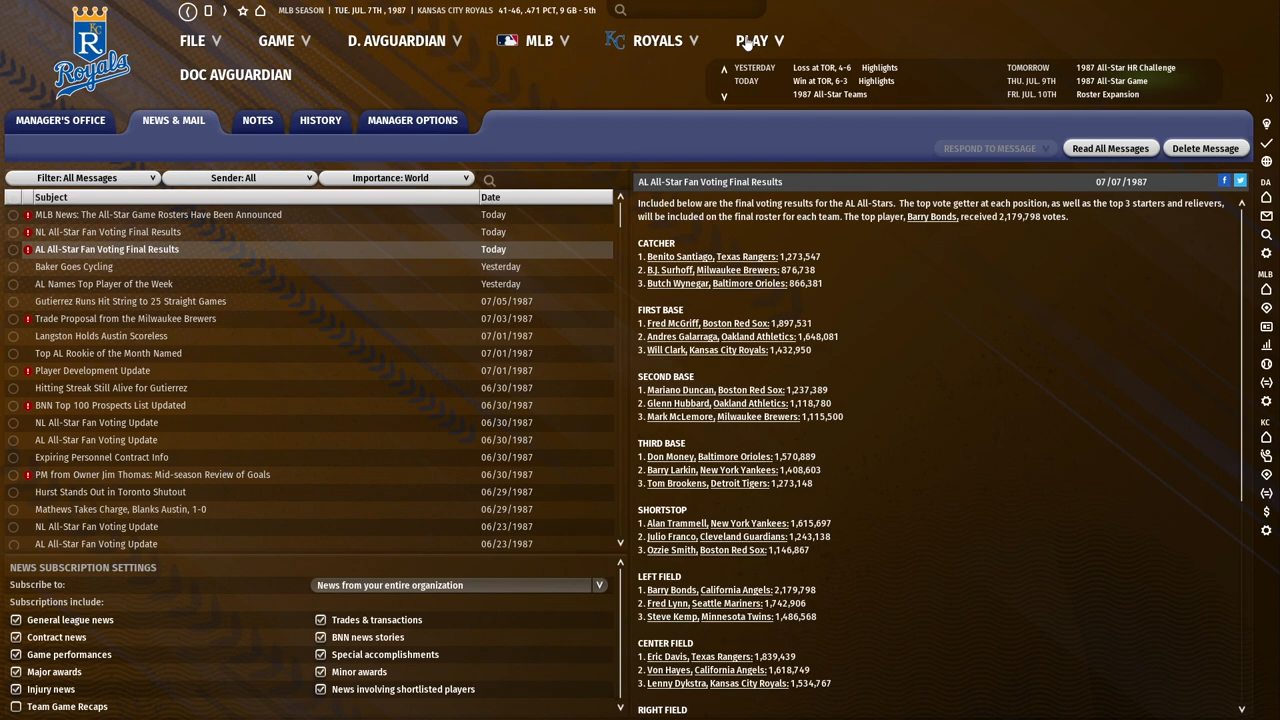 MLB SEASON | TUE. JUL. 7TH , 1987 | KANSAS CITY ROYALS 41-46, .471 PCT, 9 GB - 5th
KC
R
Royals
FILE
GAME
D. AVGUARDIAN
MLB
KC ROYALS
PLAY
DOC AVGUARDIAN
YESTERDAY Loss at TOR, 4-6 Highlights
TODAY Win at TOR, 6-3 Highlights
1987 All-Star Teams
TOMORROW 1987 All-Star HR Challenge
THU. JUL. 9TH 1987 All-Star Game
FRI. JUL. 10TH Roster Expansion
MANAGER'S OFFICE
NEWS & MAIL
NOTES
HISTORY
MANAGER OPTIONS
RESPOND TO MESSAGE
Read All Messages
Delete Message
Filter: All Messages
Sender: All
Importance: World
Subject Date
MLB News: The All-Star Game Rosters Have Been Announced Today
NL All-Star Fan Voting Final Results Today
AL All-Star Fan Voting Final Results Today
Baker Goes Cycling Yesterday
AL Names Top Player of the Week Yesterday
Gutierrez Runs Hit String to 25 Straight Games 07/05/1987
Trade Proposal from the Milwaukee Brewers 07/03/1987
Langston Holds Austin Scoreless 07/01/1987
Top AL Rookie of the Month Named 07/01/1987
Player Development Update 07/01/1987
Hitting Streak Still Alive for Gutierrez 06/30/1987
BNN Top 100 Prospects List Updated 06/30/1987
NL All-Star Fan Voting Update 06/30/1987
AL All-Star Fan Voting Update 06/30/1987
Expiring Personnel Contract Info 06/30/1987
PM from Owner Jim Thomas: Mid-season Review of Goals 06/30/1987
Hurst Stands Out in Toronto Shutout 06/29/1987
Mathews Takes Charge, Blanks Austin, 1-0 06/29/1987
NL All-Star Fan Voting Update 06/23/1987
AL All-Star Fan Voting Update 06/23/1987
NEWS SUBSCRIPTION SETTINGS
Subscribe to: News from your entire organization
Subscriptions include:
General league news Trades & transactions
Contract news BNN news stories
Game performances Special accomplishments
Major awards Minor awards
Injury news News involving shortlisted players
Team Game Recaps
AL All-Star Fan Voting Final Results 07/07/1987
Included below are the final voting results for the AL All-Stars. The top vote getter at each position, as well as the top 3 starters and relievers,
will be included on the final roster for each team. The top player, Barry Bonds, received 2,179,798 votes.
CATCHER
1. Benito Santiago, Texas Rangers: 1,273,547
2. B.J. Surhoff, Milwaukee Brewers: 876,738
3. Butch Wynegar, Baltimore Orioles: 866,381
FIRST BASE
1. Fred McGriff, Boston Red Sox: 1,897,531
2. Andres Galarraga, Oakland Athletics: 1,648,081
3. Will Clark, Kansas City Royals: 1,432,950
SECOND BASE
1. Mariano Duncan, Boston Red Sox: 1,237,389
2. Glenn Hubbard, Oakland Athletics: 1,118,780
3. Mark McLemore, Milwaukee Brewers: 1,115,500
THIRD BASE
1. Don Money, Baltimore Orioles: 1,570,889
2. Barry Larkin, New York Yankees: 1,408,603
3. Tom Brookens, Detroit Tigers: 1,273,148
SHORTSTOP
1. Alan Trammell, New York Yankees: 1,615,697
2. Julio Franco, Cleveland Guardians: 1,243,138
3. Ozzie Smith, Boston Red Sox: 1,146,867
LEFT FIELD
1. Barry Bonds, California Angels: 2,179,798
2. Fred Lynn, Seattle Mariners: 1,742,906
3. Steve Kemp, Minnesota Twins: 1,486,568
CENTER FIELD
1. Eric Davis, Texas Rangers: 1,839,439
2. Von Hayes, California Angels: 1,618,749
3. Lenny Dykstra, Kansas City Royals: 1,534,767
RIGHT FIELD
DA
MLB
KC